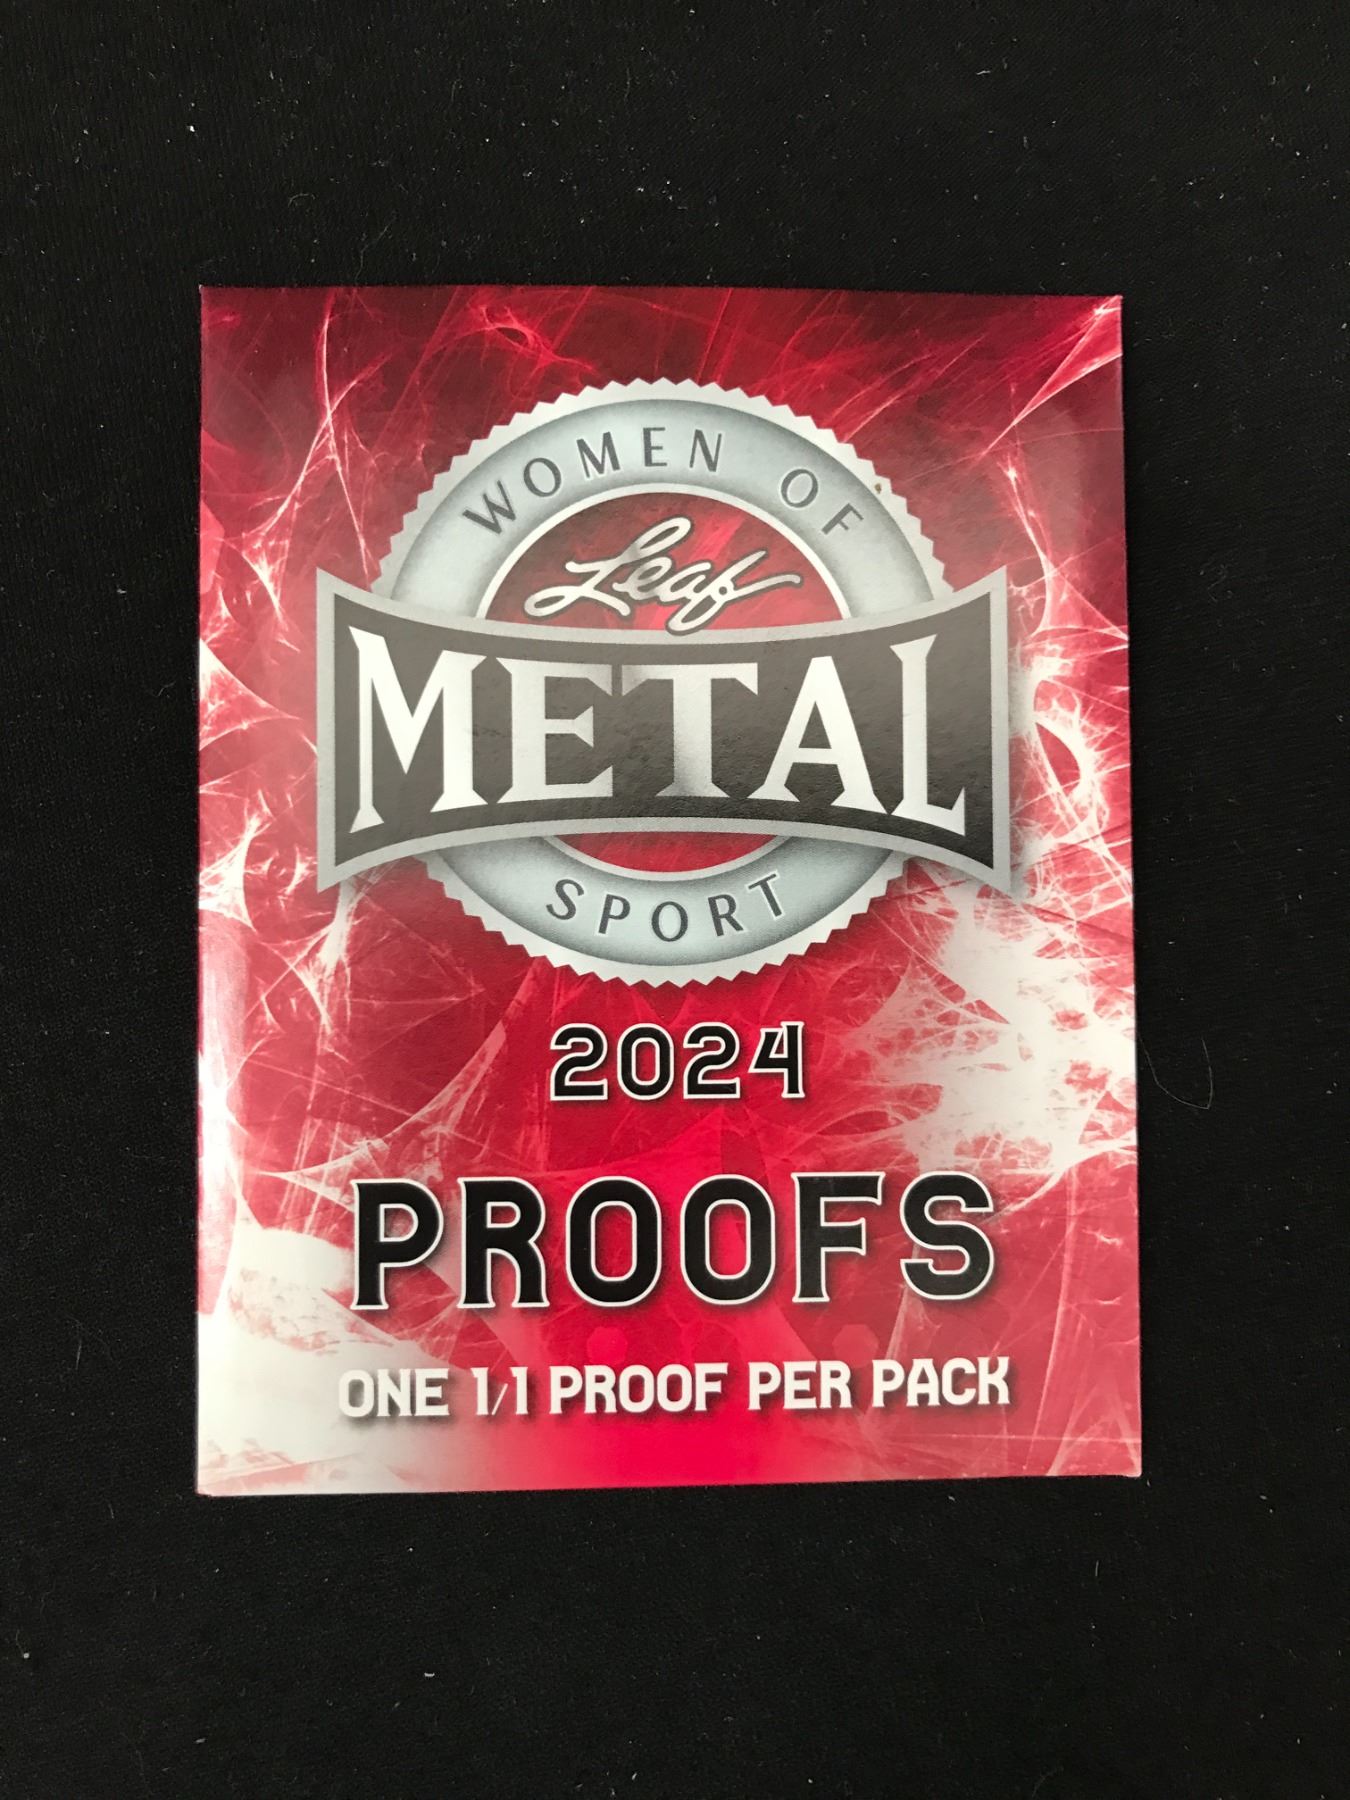 WOMEN OF
Leaf
METAL
SPORT
2024
PROOFS
ONE 1/1 PROOF PER PACK